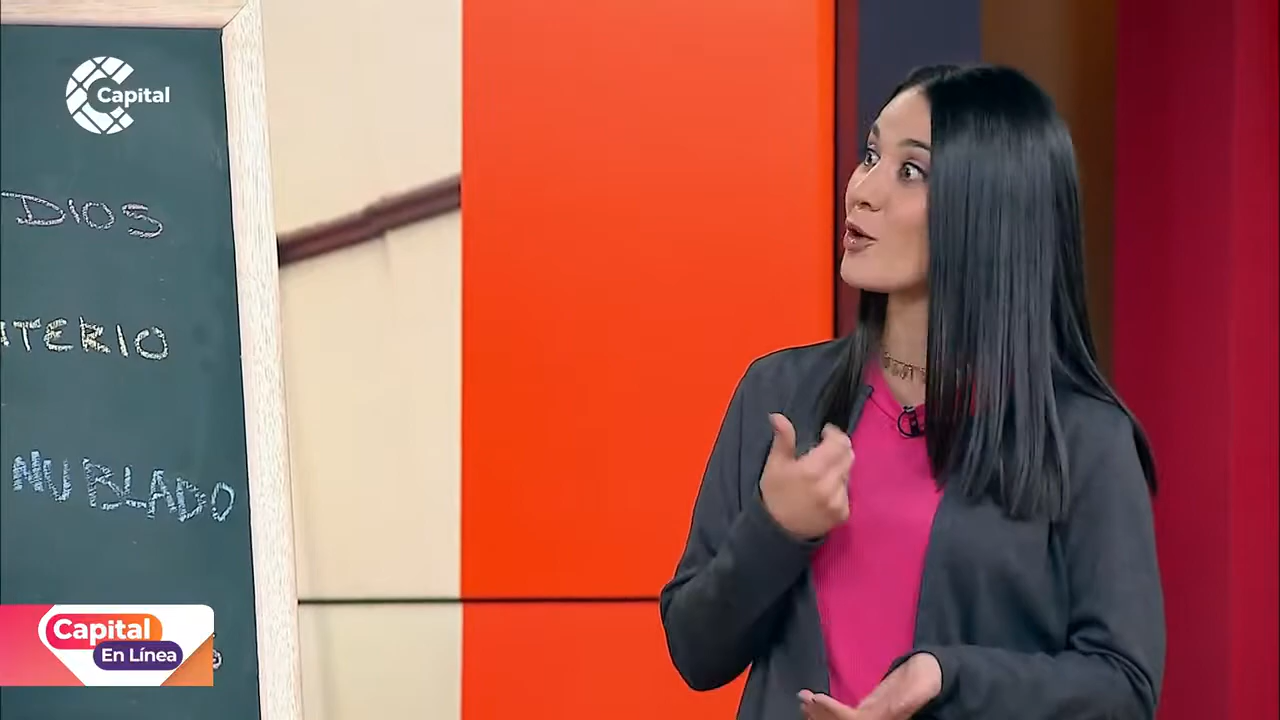 Capital
DIOS
TERIO
NUBLADO
Capital
En Línea